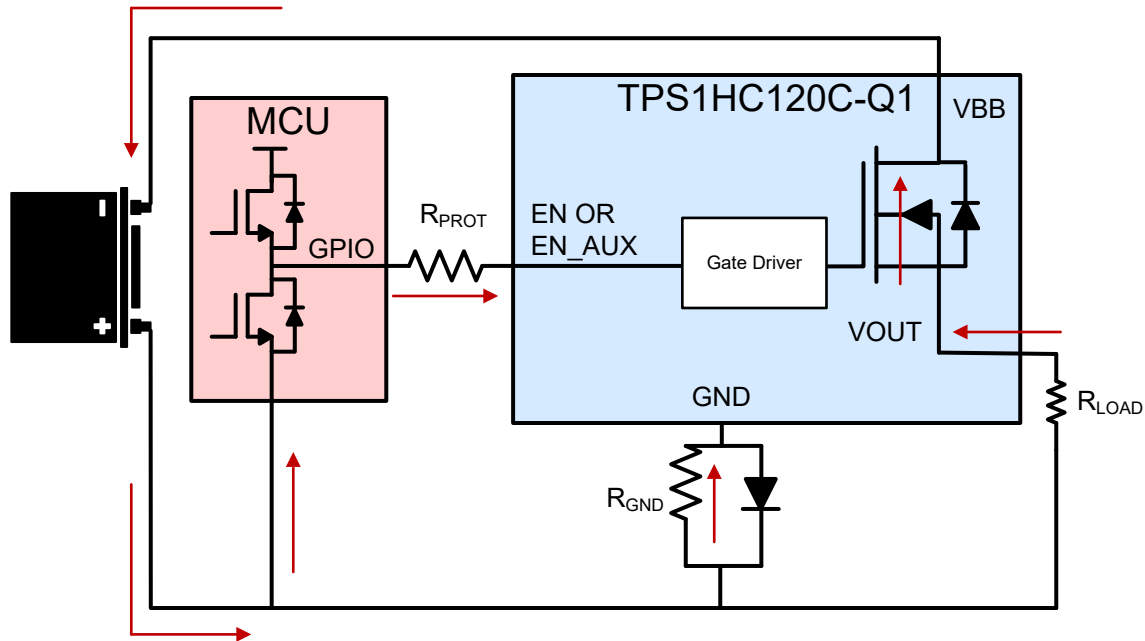 TPS1HC120C-Q1
VBB
MCU
-
RPROT
EN OR
EN_AUX
GPIO
Gate Driver
+
VOUT
GND
RLOAD
RGND